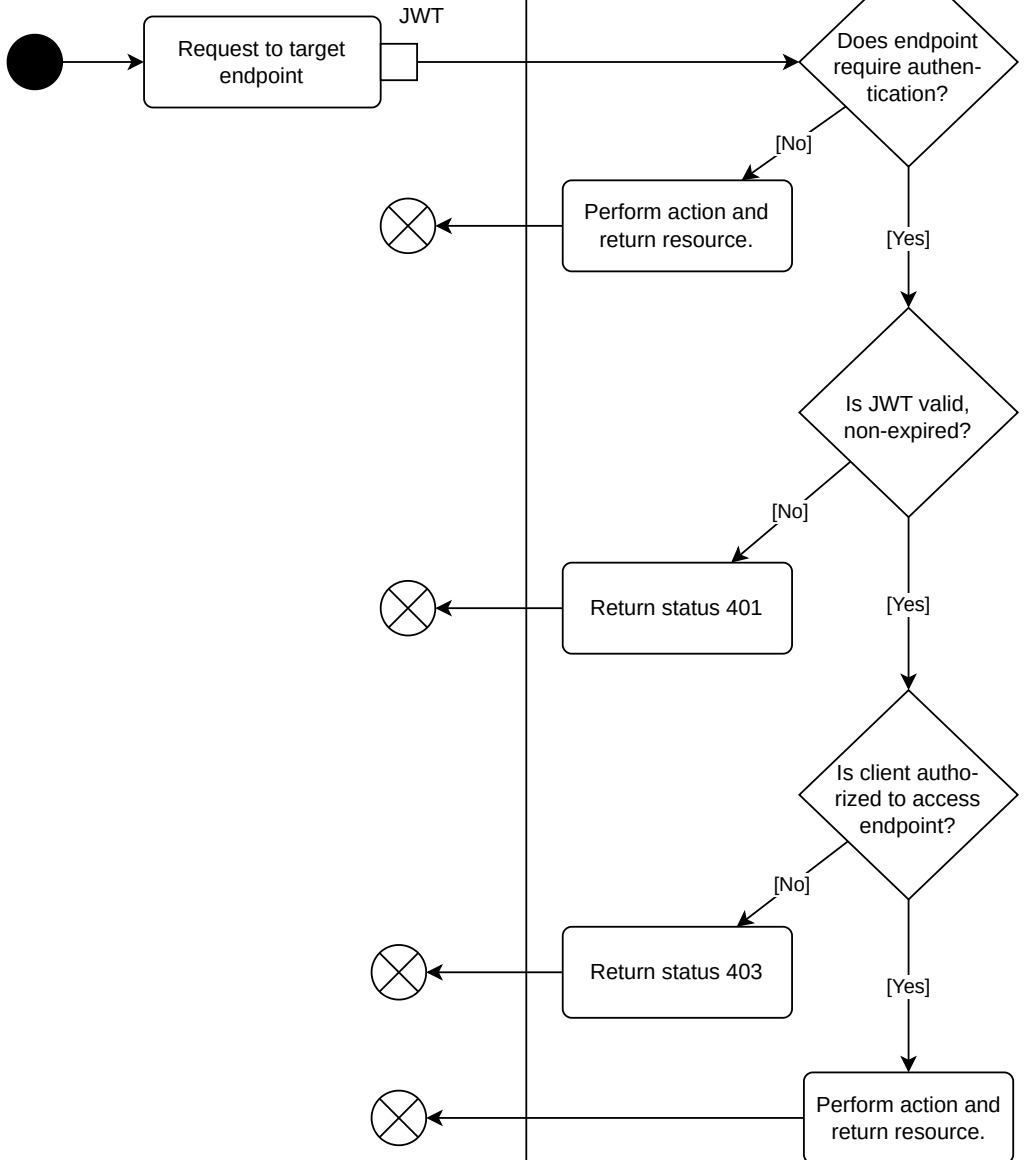 JWT
Request to target
endpoint
Does endpoint
require authen-
tication?
[No]
Perform action and
return resource.
[Yes]
Is JWT valid,
non-expired?
[No]
Return status 401
[Yes]
Is client autho-
rized to access
endpoint?
[No]
Return status 403
[Yes]
Perform action and
return resource.